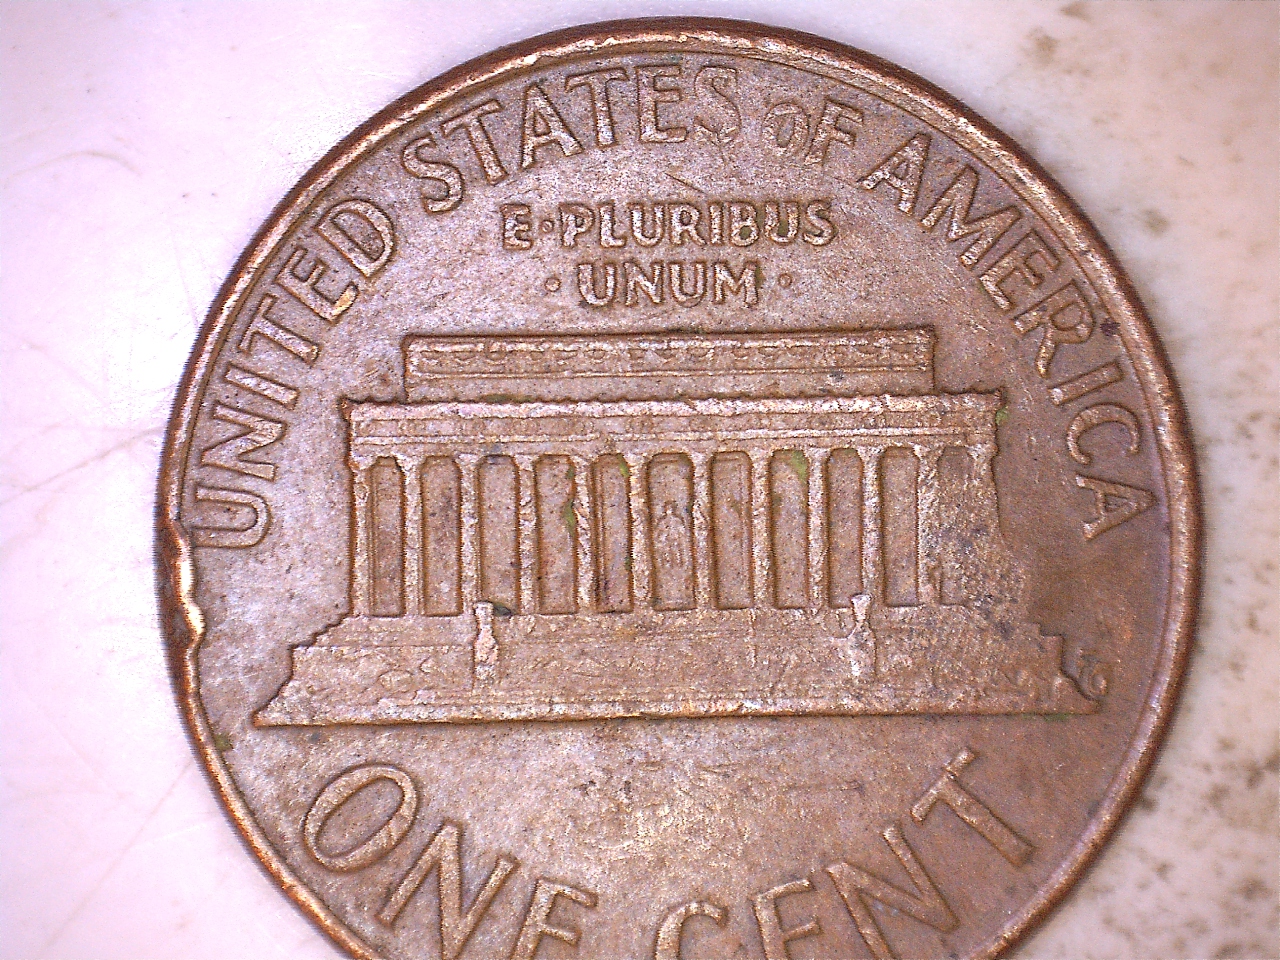 UNITED STATES OF AMERICA
E·PLURIBUS
·UNUM·
ONE CENT